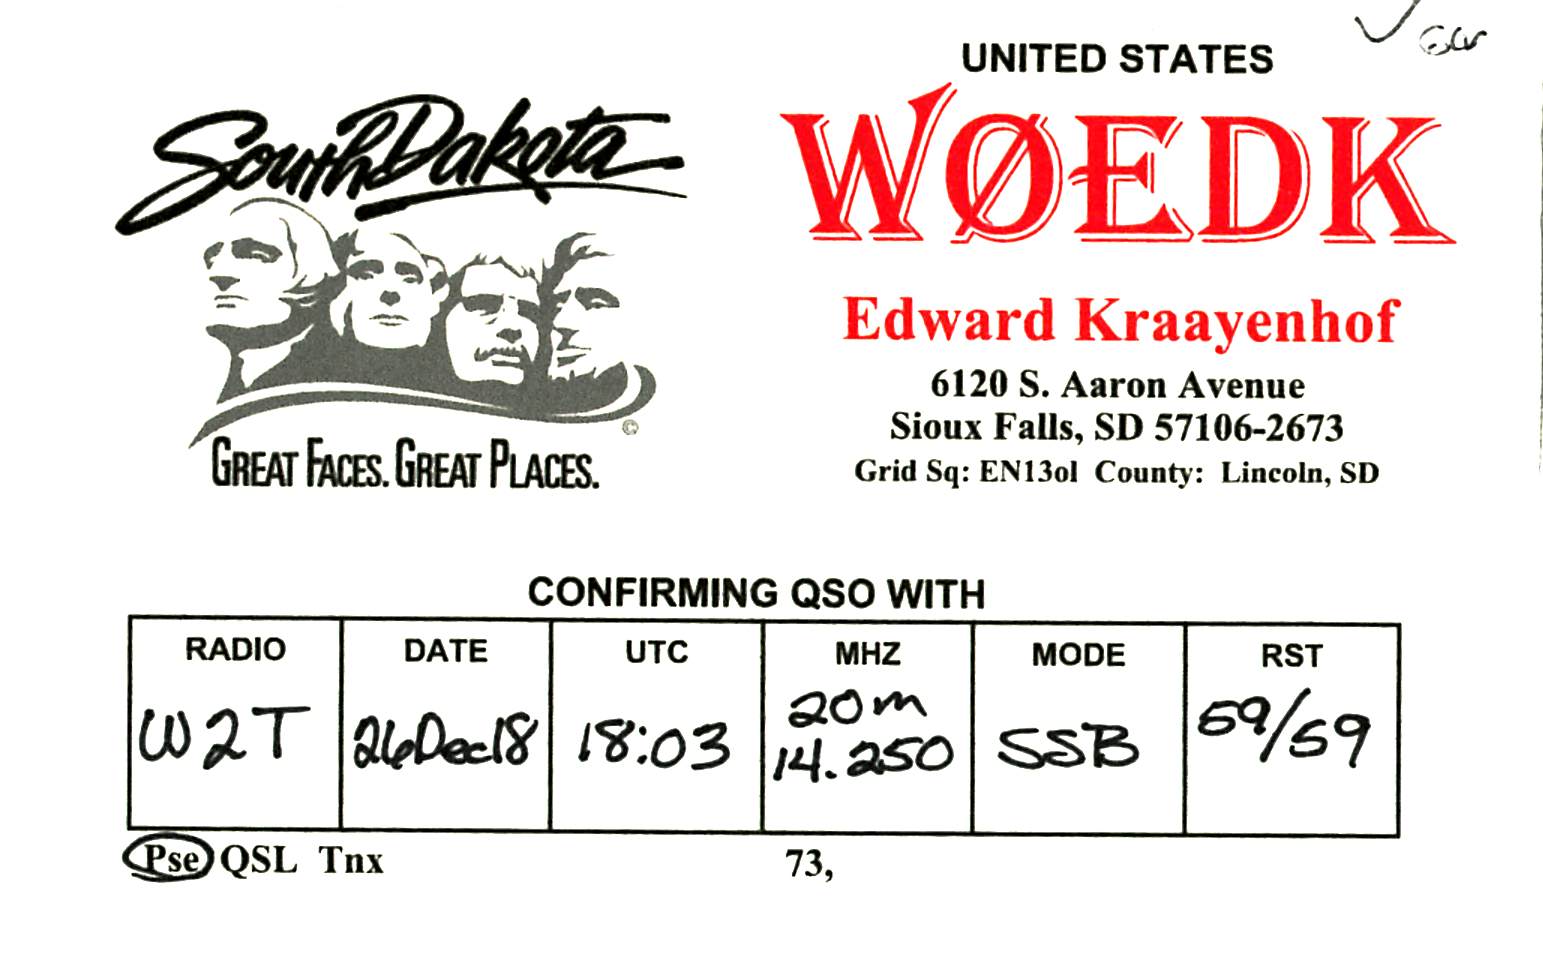 UNITED STATES
WØEDK
Edward Kraayenhof
6120 S. Aaron Avenue
Sioux Falls, SD 57106-2673
Grid Sq: EN13ol County: Lincoln, SD
South Dakota
©
GREAT FACES. GREAT PLACES.
CONFIRMING QSO WITH
RADIO DATE UTC MHZ MODE RST
W2T 26Dec18 18:03 20m 14.250 SSB 59/59
Pse QSL Tnx 73,